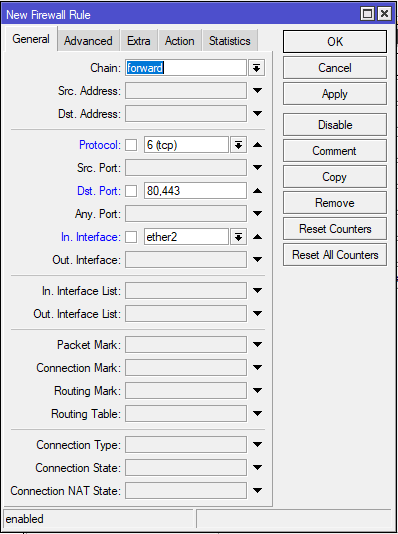 New Firewall Rule
General Advanced Extra Action Statistics
Chain: forward
Src. Address:
Dst. Address:
Protocol: 6 (tcp)
Src. Port:
Dst. Port: 80,443
Any. Port:
In. Interface: ether2
Out. Interface:
In. Interface List:
Out. Interface List:
Packet Mark:
Connection Mark:
Routing Mark:
Routing Table:
Connection Type:
Connection State:
Connection NAT State:
OK
Cancel
Apply
Disable
Comment
Copy
Remove
Reset Counters
Reset All Counters
enabled